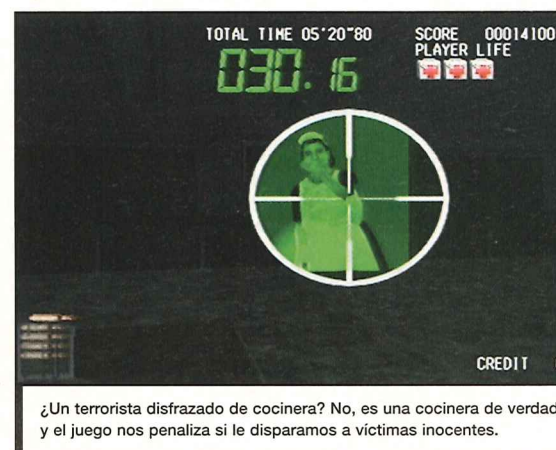 TOTAL TIME 05'20"80
SCORE 00014100
PLAYER LIFE
030.16
CREDIT
¿Un terrorista disfrazado de cocinera? No, es una cocinera de verdad
y el juego nos penaliza si le disparamos a víctimas inocentes.